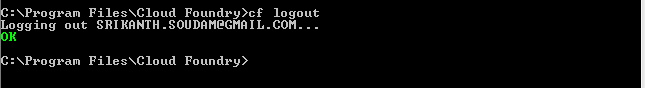 C:\Program Files\Cloud Foundry>cf logout
Logging out SRIKANTH.SOUDAM@GMAIL.COM...
OK
C:\Program Files\Cloud Foundry>